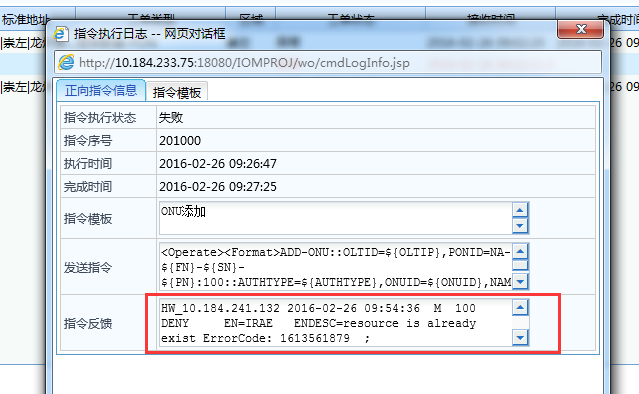 标准地址 工单类型 区域 工单状态 接收时间 完成时间
指令执行日志 -- 网页对话框
|崇左|龙州
http://10.184.233.75:18080/IOMPROJ/wo/cmdLogInfo.jsp
|崇左|龙州
正向指令信息 指令模板
指令执行状态 失败
指令序号 201000
执行时间 2016-02-26 09:26:47
完成时间 2016-02-26 09:27:25
指令模板 ONU添加
发送指令 <Operate><Format>ADD-ONU::OLTID=${OLTIP},PONID=NA-
${FN}-${SN}-
${PN}:100::AUTHTYPE=${AUTHTYPE},ONUID=${ONUID},NAM
指令反馈 HW_10.184.241.132 2016-02-26 09:54:36 M 100
DENY EN=IRAE ENDESC=resource is already
exist ErrorCode: 1613561879 ;